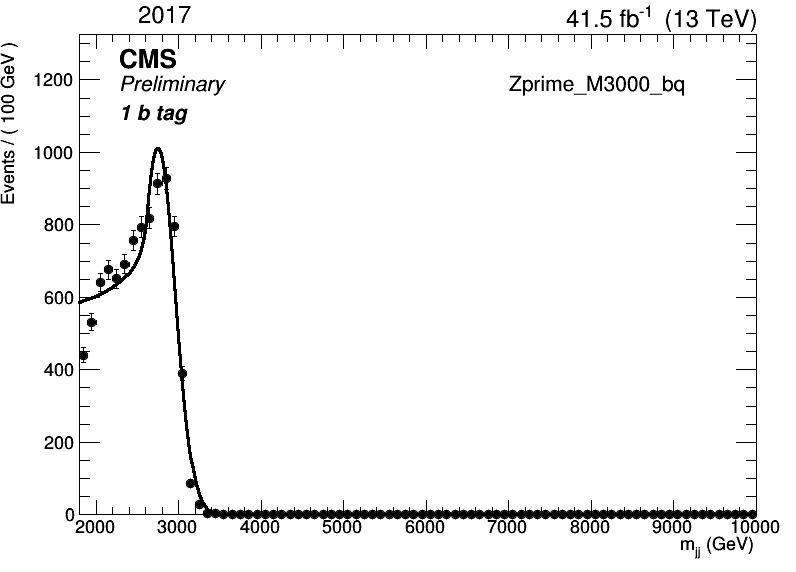 2017
41.5 fb⁻¹ (13 TeV)
CMS
Preliminary
1 b tag
Zprime_M3000_bq
Events / ( 100 GeV )
1200
1000
800
600
400
200
0
2000 3000 4000 5000 6000 7000 8000 9000 10000
m_jj (GeV)